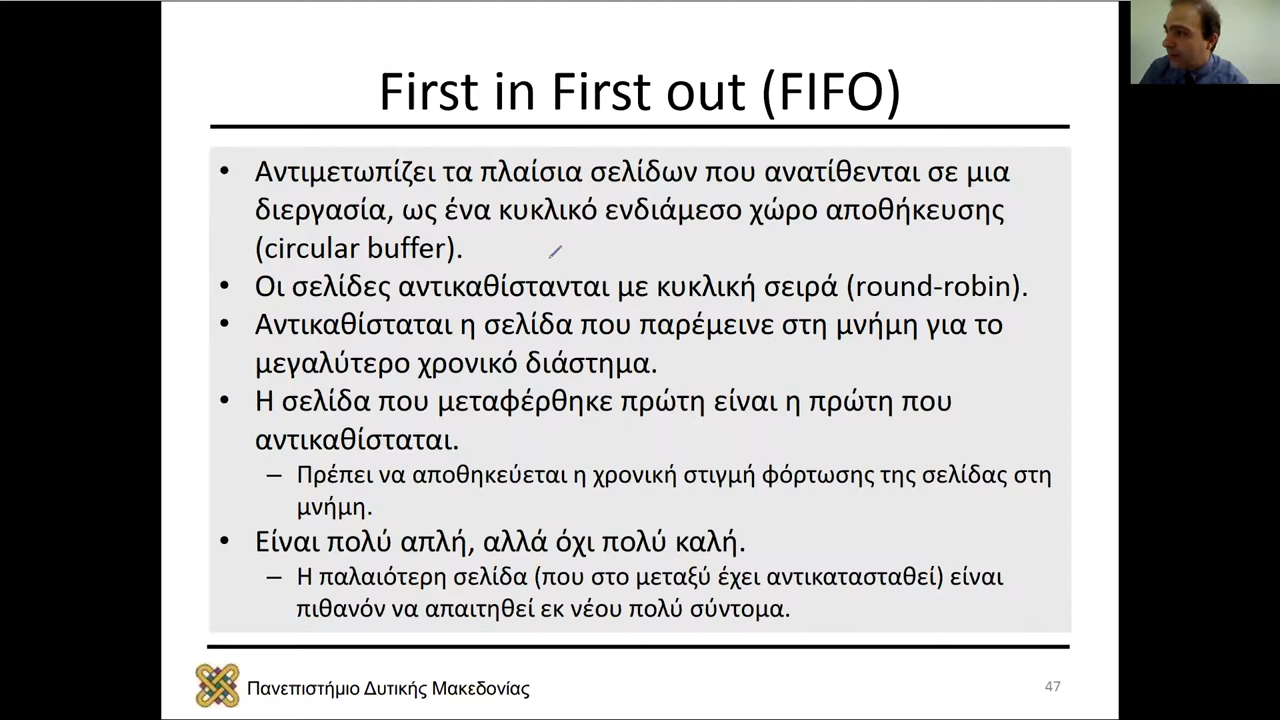 First in First out (FIFO)
• Αντιμετωπίζει τα πλαίσια σελίδων που ανατίθενται σε μια
διεργασία, ως ένα κυκλικό ενδιάμεσο χώρο αποθήκευσης
(circular buffer).
• Οι σελίδες αντικαθίστανται με κυκλική σειρά (round-robin).
• Αντικαθίσταται η σελίδα που παρέμεινε στη μνήμη για το
μεγαλύτερο χρονικό διάστημα.
• Η σελίδα που μεταφέρθηκε πρώτη είναι η πρώτη που
αντικαθίσταται.
– Πρέπει να αποθηκεύεται η χρονική στιγμή φόρτωσης της σελίδας στη
μνήμη.
• Είναι πολύ απλή, αλλά όχι πολύ καλή.
– Η παλαιότερη σελίδα (που στο μεταξύ έχει αντικατασταθεί) είναι
πιθανόν να απαιτηθεί εκ νέου πολύ σύντομα.
Πανεπιστήμιο Δυτικής Μακεδονίας
47